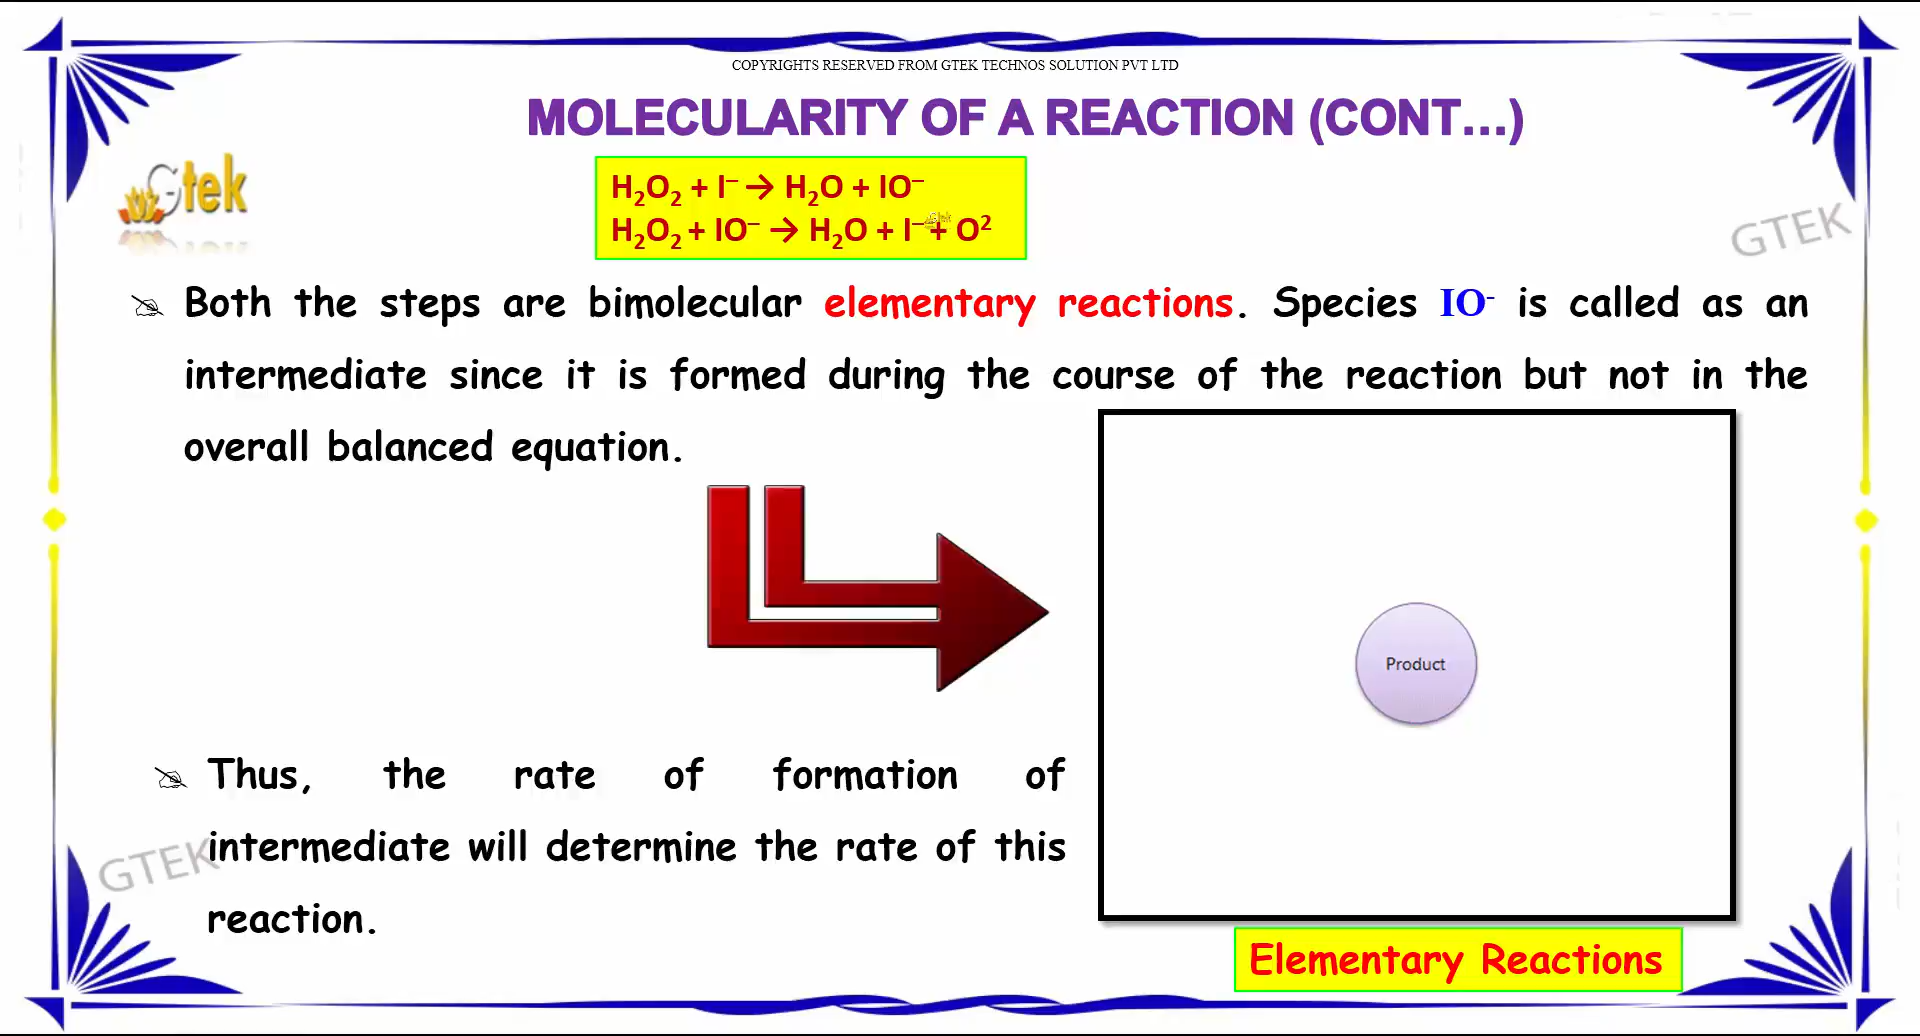 COPYRIGHTS RESERVED FROM GTEK TECHNOS SOLUTION PVT LTD
MOLECULARITY OF A REACTION (CONT...)
Gtek
H₂O₂ + I⁻ → H₂O + IO⁻
H₂O₂ + IO⁻ → H₂O + I⁻ + O²
GTEK
Both the steps are bimolecular elementary reactions. Species IO⁻ is called as an
intermediate since it is formed during the course of the reaction but not in the
overall balanced equation.
Product
Thus, the rate of formation of
intermediate will determine the rate of this
reaction.
GTEK
Elementary Reactions